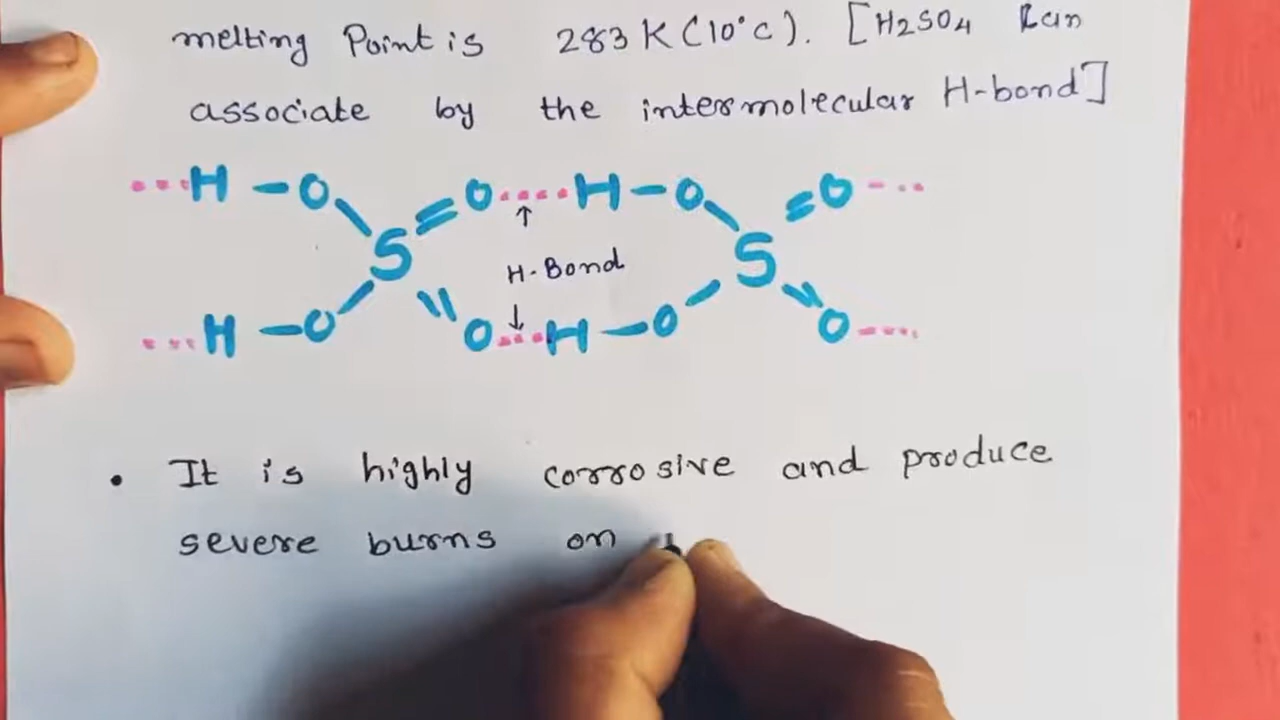 melting Point is 283 K (10°c). [H2SO4 Can
associate by the intermolecular H-bond]
H - O O H - O O
S S
H-Bond
H - O O H - O O
• It is highly corrosive and produce
severe burns on